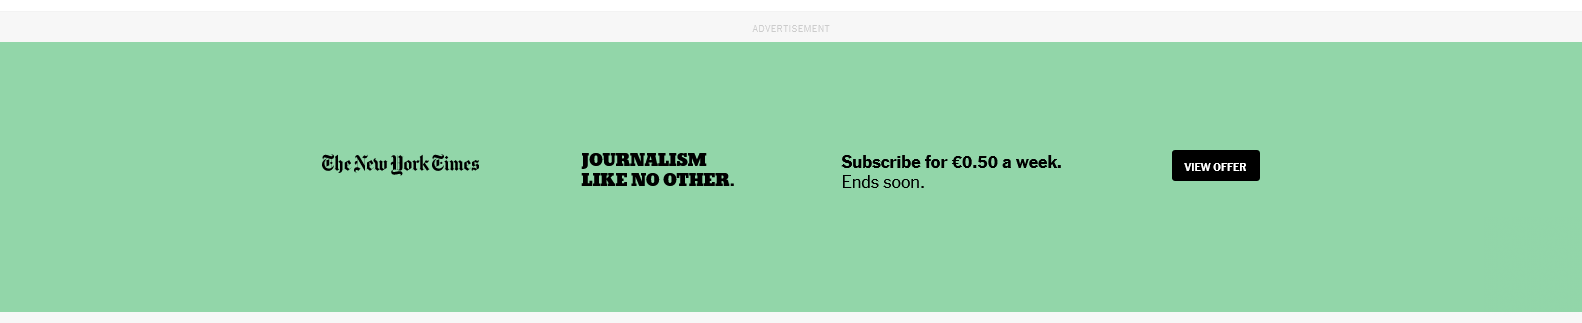 ADVERTISEMENT
The New York Times
JOURNALISM
LIKE NO OTHER.
Subscribe for €0.50 a week.
Ends soon.
VIEW OFFER